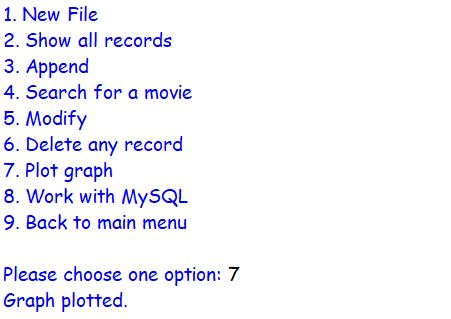 1. New File
2. Show all records
3. Append
4. Search for a movie
5. Modify
6. Delete any record
7. Plot graph
8. Work with MySQL
9. Back to main menu
Please choose one option: 7
Graph plotted.